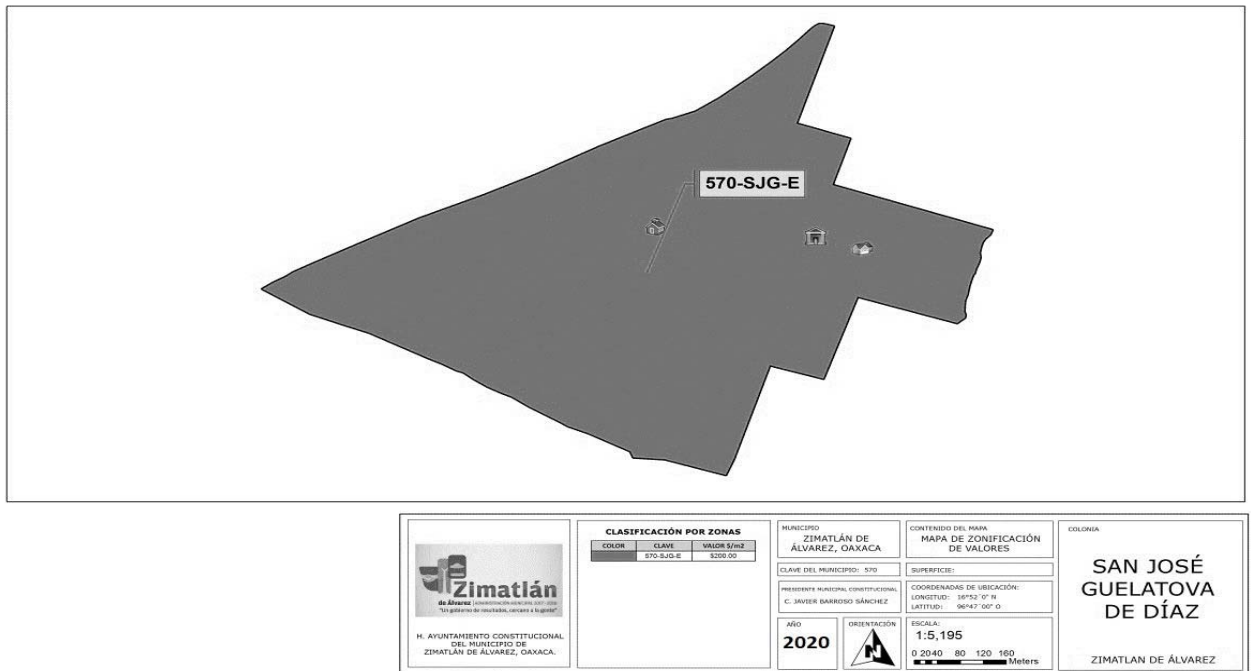 570-SJG-E
Zimatlán
de Álvarez
"Un gobierno de resultados, cercano a la gente"
H. AYUNTAMIENTO CONSTITUCIONAL
DEL MUNICIPIO DE
ZIMATLÁN DE ÁLVAREZ, OAXACA.
CLASIFICACIÓN POR ZONAS
COLOR CLAVE VALOR $/m2
570-SJG-E $200.00
MUNICIPIO
ZIMATLÁN DE
ÁLVAREZ, OAXACA
CLAVE DEL MUNICIPIO: 570
PRESIDENTE MUNICIPAL CONSTITUCIONAL
C. JAVIER BARROSO SÁNCHEZ
AÑO
2020
ORIENTACIÓN
N
CONTENIDO DEL MAPA
MAPA DE ZONIFICACIÓN
DE VALORES
SUPERFICIE:
COORDENADAS DE UBICACIÓN:
LONGITUD: 16°52´0" N
LATITUD: 96°47´00" O
ESCALA:
1:5,195
0 20 40 80 120 160
Meters
COLONIA
SAN JOSÉ
GUELATOVA
DE DÍAZ
ZIMATLAN DE ÁLVAREZ